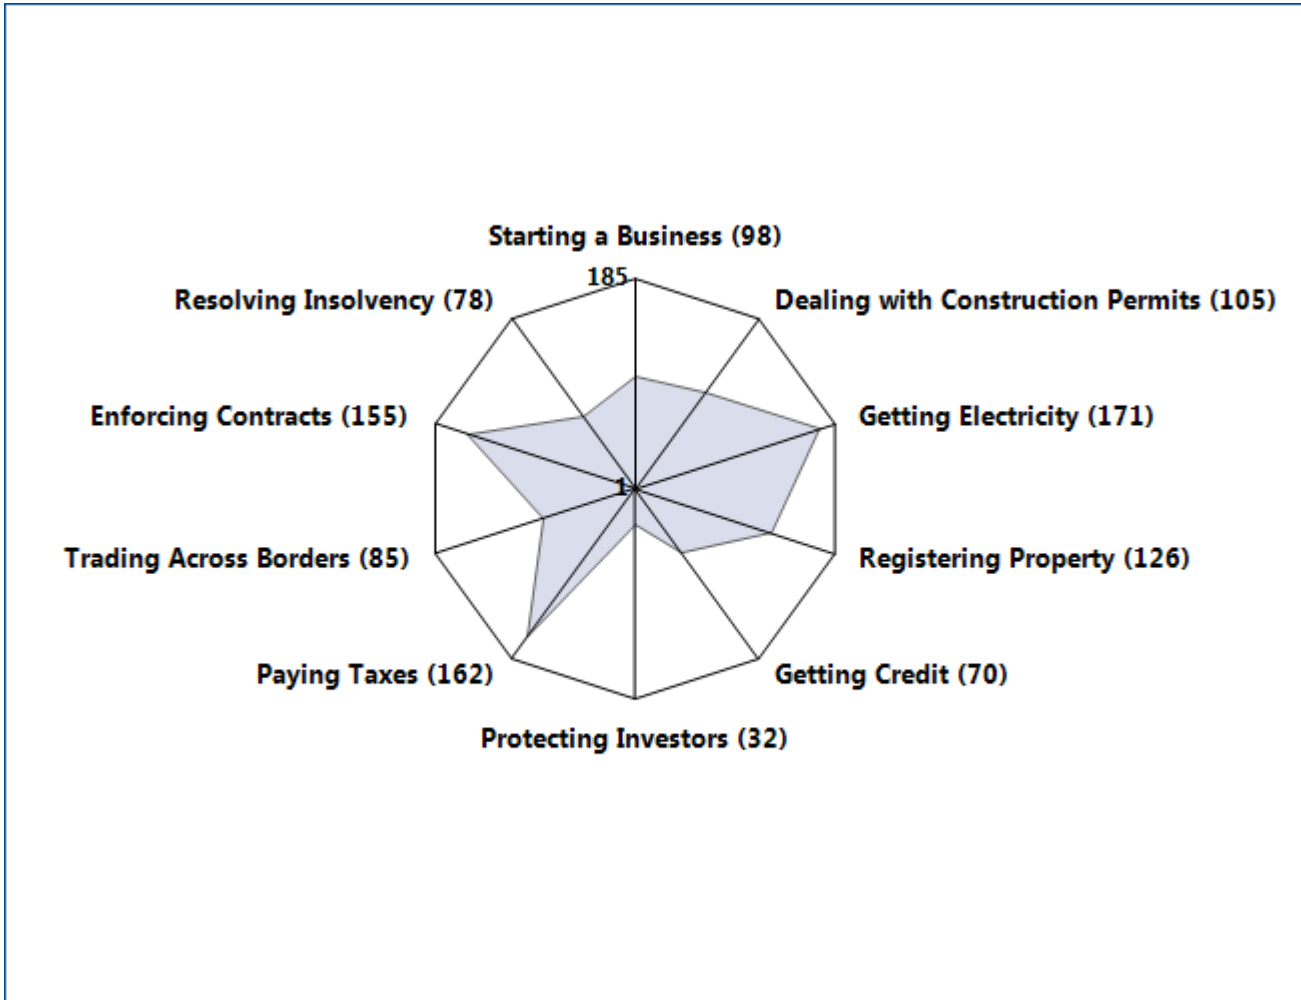 Starting a Business (98)
185
Resolving Insolvency (78)
Dealing with Construction Permits (105)
Enforcing Contracts (155)
Getting Electricity (171)
1
Trading Across Borders (85)
Registering Property (126)
Paying Taxes (162)
Getting Credit (70)
Protecting Investors (32)